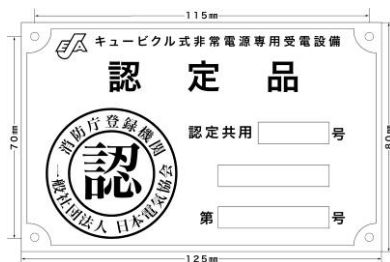 115mm
キュービクル式非常電源専用受電設備
認定品
70mm
80mm
消防庁登録機関
認
一般社団法人 日本電気協会
認定共用 号
第 号
125mm